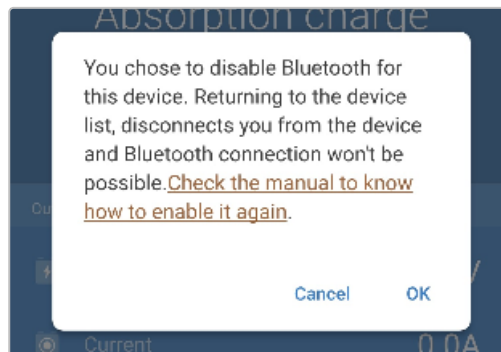 Absorption charge
You chose to disable Bluetooth for
this device. Returning to the device
list, disconnects you from the device
and Bluetooth connection won't be
possible.Check the manual to know
how to enable it again.
Cancel OK
Current 0.0A